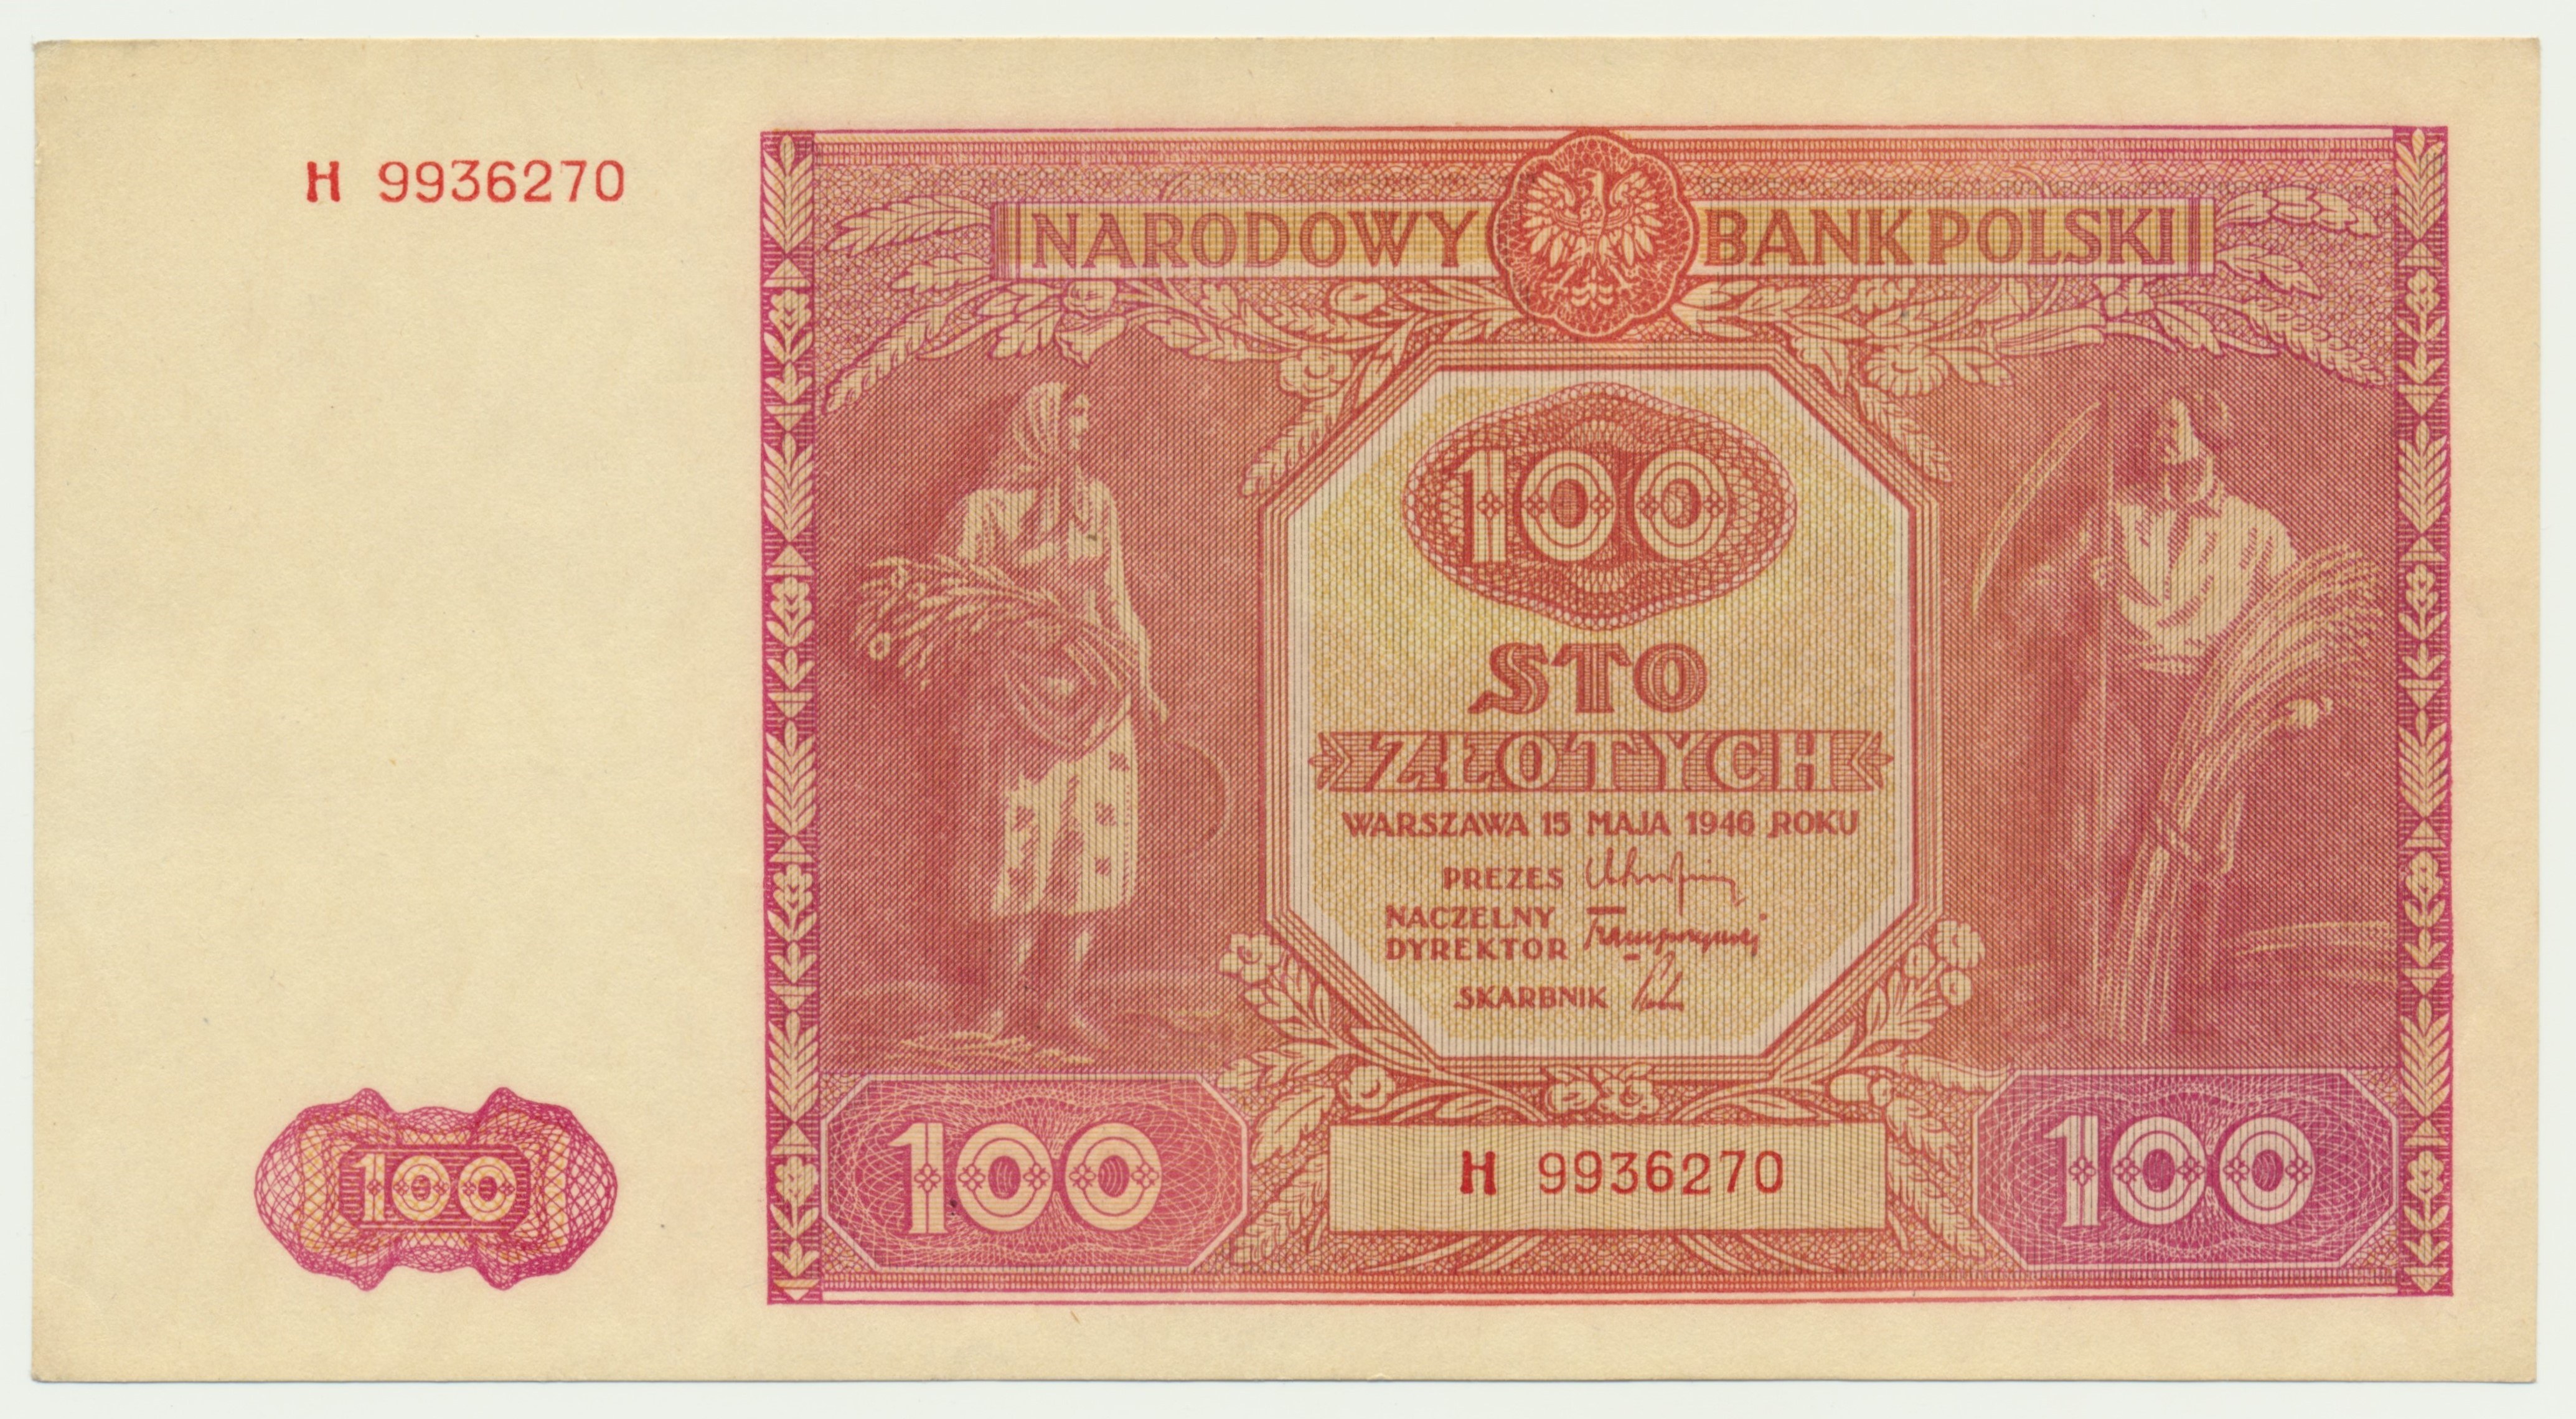 H 9936270
NARODOWY BANK POLSKI
100
STO
ZŁOTYCH
WARSZAWA 15 MAJA 1946 ROKU
PREZES
NACZELNY
DYREKTOR
SKARBNIK
100
100
H 9936270
100